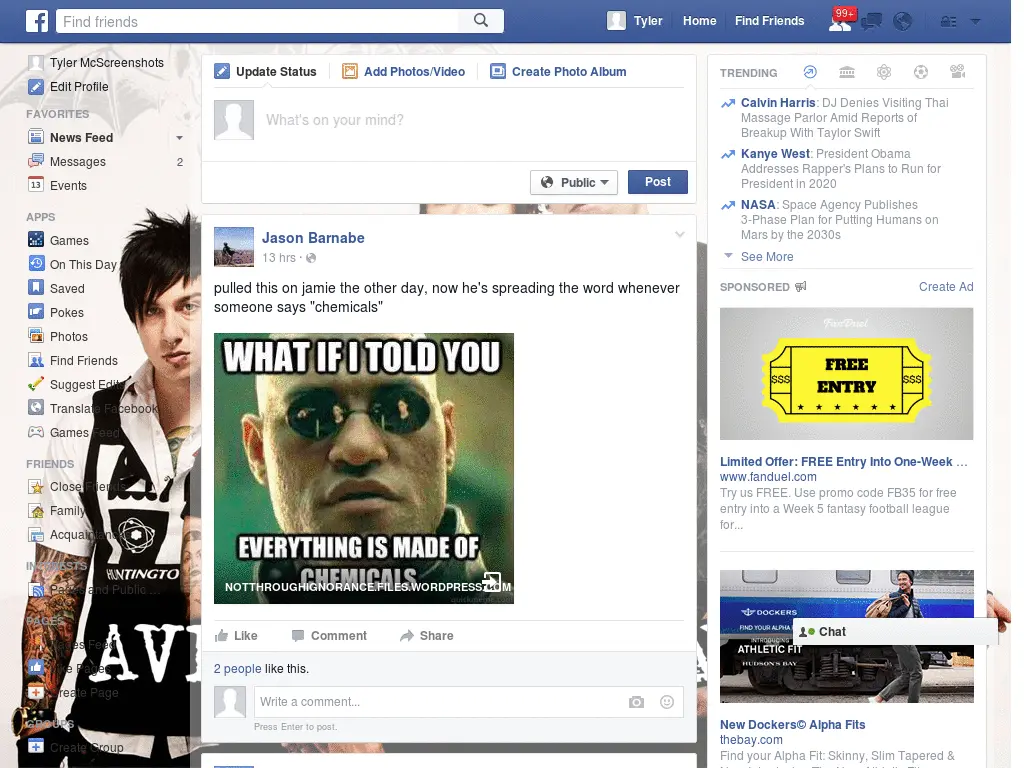 Find friends
Tyler
Home
Find Friends
99+
Tyler McScreenshots
Edit Profile
FAVORITES
News Feed
Messages
2
13
Events
APPS
Games
On This Day
Saved
Pokes
Photos
Find Friends
Suggest Edits
Translate Facebook
Games Feed
FRIENDS
Close Friends
Family
Acquaintances
INTERESTS
Pages and Public ...
PAGES
Pages Feed
Like Pages
Create Page
GROUPS
Create Group
HUNTINGTO
Update Status
Add Photos/Video
Create Photo Album
What's on your mind?
Public
Post
Jason Barnabe
13 hrs ·
pulled this on jamie the other day, now he's spreading the word whenever
someone says "chemicals"
WHAT IF I TOLD YOU
EVERYTHING IS MADE OF
CHEMICALS
NOTTHROUGHIGNORANCE.FILES.WORDPRESS.COM
Like
Comment
Share
2 people like this.
Write a comment...
Press Enter to post.
TRENDING
Calvin Harris: DJ Denies Visiting Thai
Massage Parlor Amid Reports of
Breakup With Taylor Swift
Kanye West: President Obama
Addresses Rapper's Plans to Run for
President in 2020
NASA: Space Agency Publishes
3-Phase Plan for Putting Humans on
Mars by the 2030s
See More
SPONSORED
Create Ad
FanDuel
$$$
FREE
ENTRY
$$$
Limited Offer: FREE Entry Into One-Week ...
www.fanduel.com
Try us FREE. Use promo code FB35 for free
entry into a Week 5 fantasy football league
for...
DOCKERS
FIND YOUR ALPHA
INTRODUCING
ATHLETIC FIT
HUDSON'S BAY
Chat
New Dockers© Alpha Fits
thebay.com
Find your Alpha Fit: Skinny, Slim Tapered &